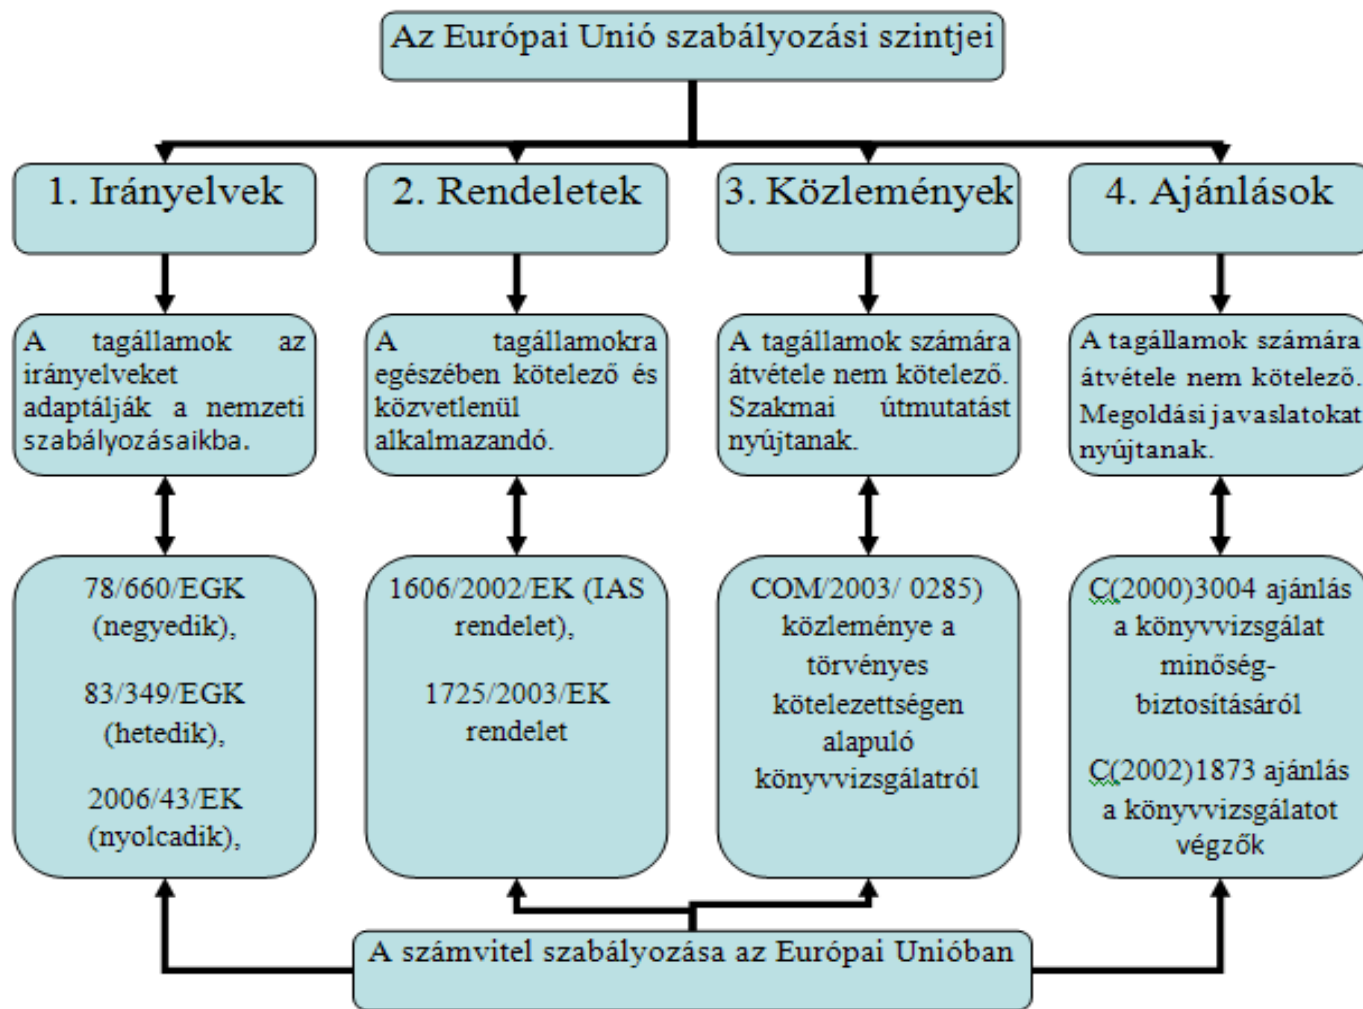 Az Európai Unió szabályozási szintjei
1. Irányelvek
2. Rendeletek
3. Közlemények
4. Ajánlások
A tagállamok az
irányelveket
adaptálják a nemzeti
szabályozásaikba.
A tagállamokra
egészében kötelező és
közvetlenül
alkalmazandó.
A tagállamok számára
átvétele nem kötelező.
Szakmai útmutatást
nyújtanak.
A tagállamok számára
átvétele nem kötelező.
Megoldási javaslatokat
nyújtanak.
78/660/EGK
(negyedik),
83/349/EGK
(hetedik),
2006/43/EK
(nyolcadik),
1606/2002/EK (IAS
rendelet),
1725/2003/EK
rendelet
COM/2003/ 0285)
közleménye a
törvényes
kötelezettségen
alapuló
könyvvizsgálatról
C(2000)3004 ajánlás
a könyvvizsgálat
minőség-
biztosításáról
C(2002)1873 ajánlás
a könyvvizsgálatot
végzők
A számvitel szabályozása az Európai Unióban